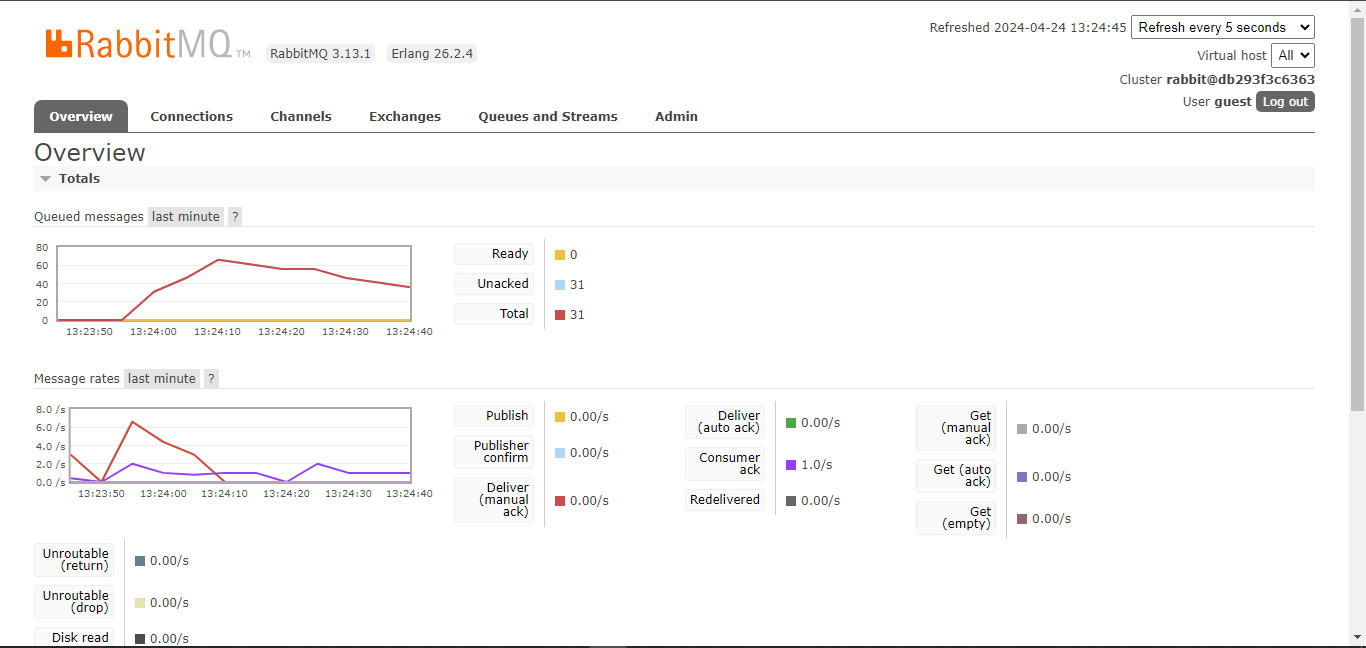 RabbitMQ TM RabbitMQ 3.13.1 Erlang 26.2.4
Refreshed 2024-04-24 13:24:45 Refresh every 5 seconds
Virtual host All
Cluster rabbit@db293f3c6363
User guest Log out
Overview Connections Channels Exchanges Queues and Streams Admin
Overview
Totals
Queued messages last minute ?
80
60
40
20
0
13:23:50 13:24:00 13:24:10 13:24:20 13:24:30 13:24:40
Ready 0
Unacked 31
Total 31
Message rates last minute ?
8.0 /s
6.0 /s
4.0 /s
2.0 /s
0.0 /s
13:23:50 13:24:00 13:24:10 13:24:20 13:24:30 13:24:40
Publish 0.00/s
Publisher
confirm 0.00/s
Deliver
(manual
ack) 0.00/s
Deliver
(auto ack) 0.00/s
Consumer
ack 1.0/s
Redelivered 0.00/s
Get
(manual
ack) 0.00/s
Get (auto
ack) 0.00/s
Get
(empty) 0.00/s
Unroutable
(return) 0.00/s
Unroutable
(drop) 0.00/s
Disk read 0.00/s